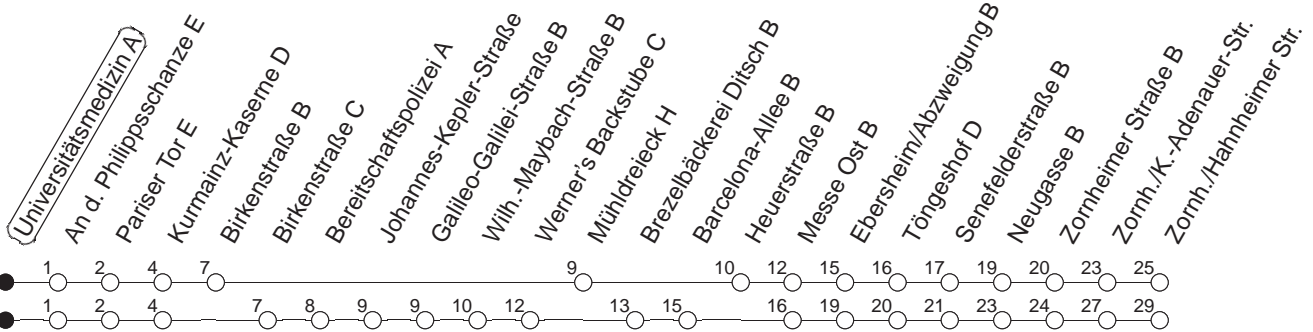 Universitätsmedizin A
An d. Philippsschanze E
Pariser Tor E
Kurmainz-Kaserne D
Birkenstraße B
Birkenstraße C
Bereitschaftspolizei A
Johannes-Kepler-Straße
Galileo-Galilei-Straße B
Wilh.-Maybach-Straße B
Werner's Backstube C
Mühldreieck H
Brezelbäckerei Ditsch B
Barcelona-Allee B
Heuerstraße B
Messe Ost B
Ebersheim/Abzweigung B
Töngeshof D
Senefelderstraße B
Neugasse B
Zornheimer Straße B
Zornh./K.-Adenauer-Str.
Zornh./Hahnheimer Str.
1 2 4 7 9 10 12 15 16 17 19 20 23 25
1 2 4 7 8 9 9 10 12 13 15 16 19 20 21 23 24 27 29